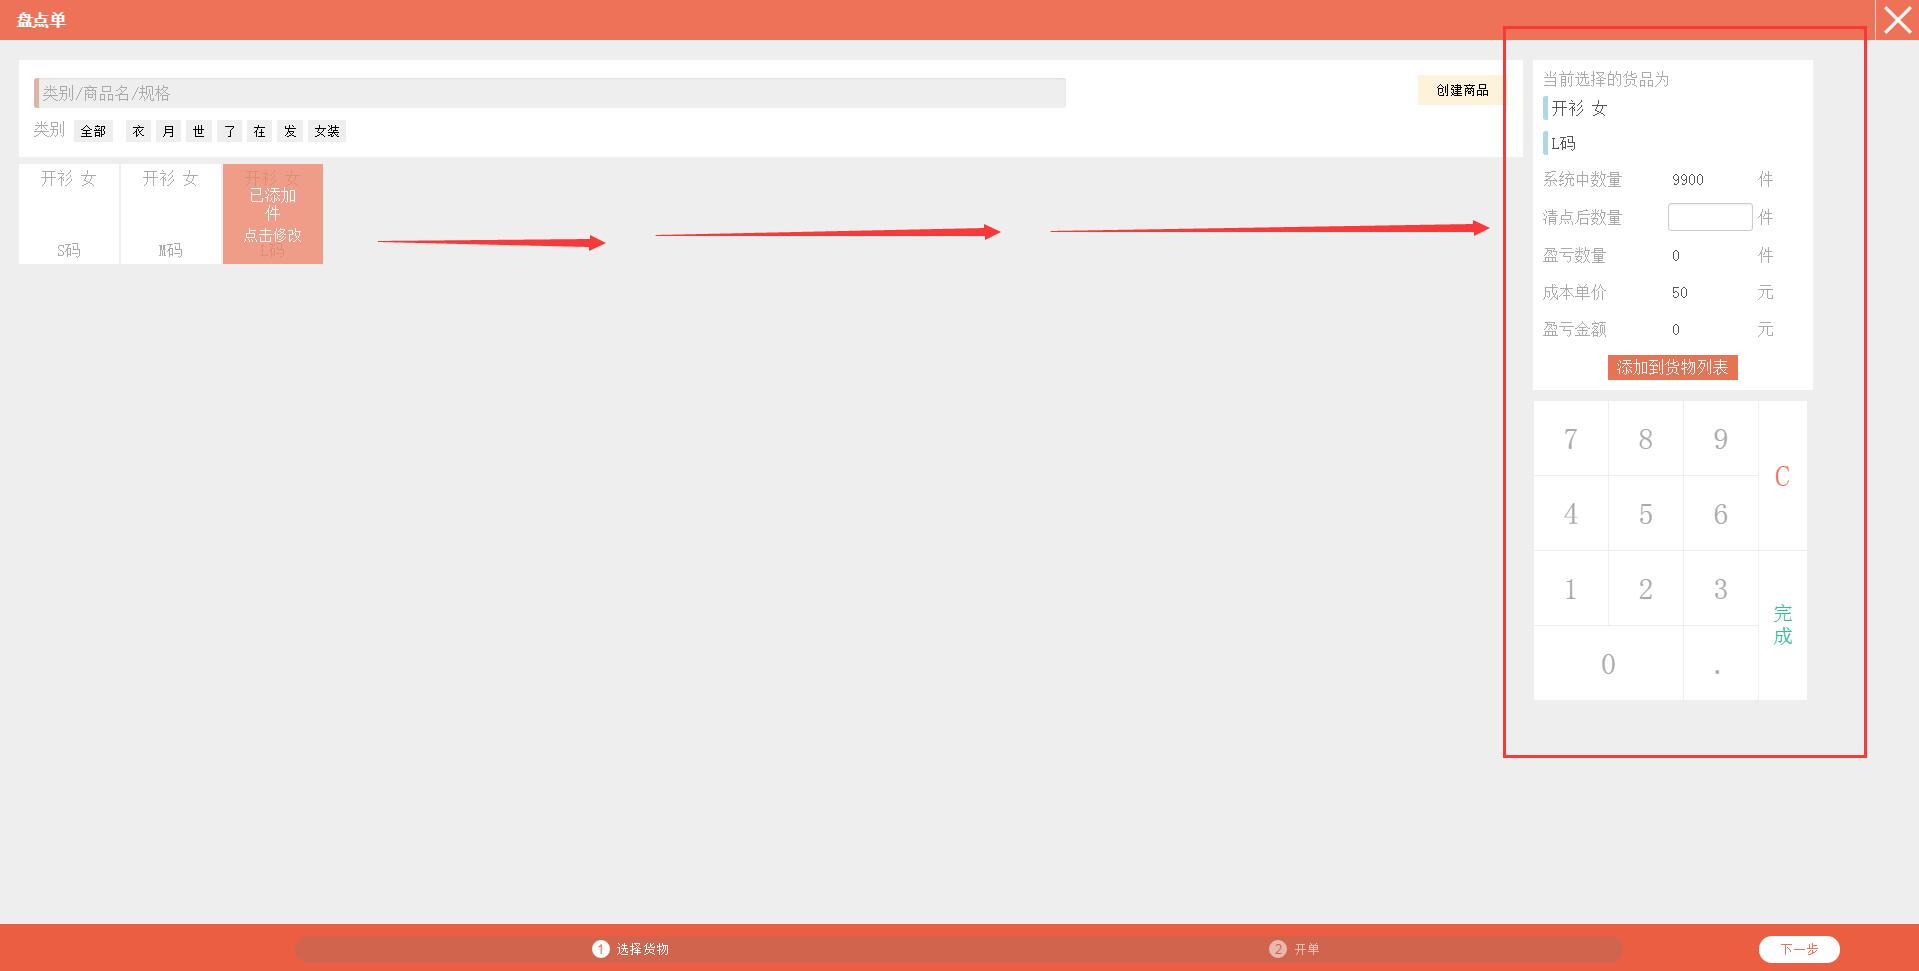 盘点单
类别/商品名/规格
创建商品
类别 全部 衣 月 世 了 在 发 女装
开衫 女
S码
开衫 女
M码
开衫 女
已添加
件
点击修改
L码
当前选择的货品为
开衫 女
L码
系统中数量 9900 件
清点后数量 件
盈亏数量 0 件
成本单价 50 元
盈亏金额 0 元
添加到货物列表
7 8 9
C
4 5 6
1 2 3
完
成
0 .
1 选择货物
2 开单
下一步